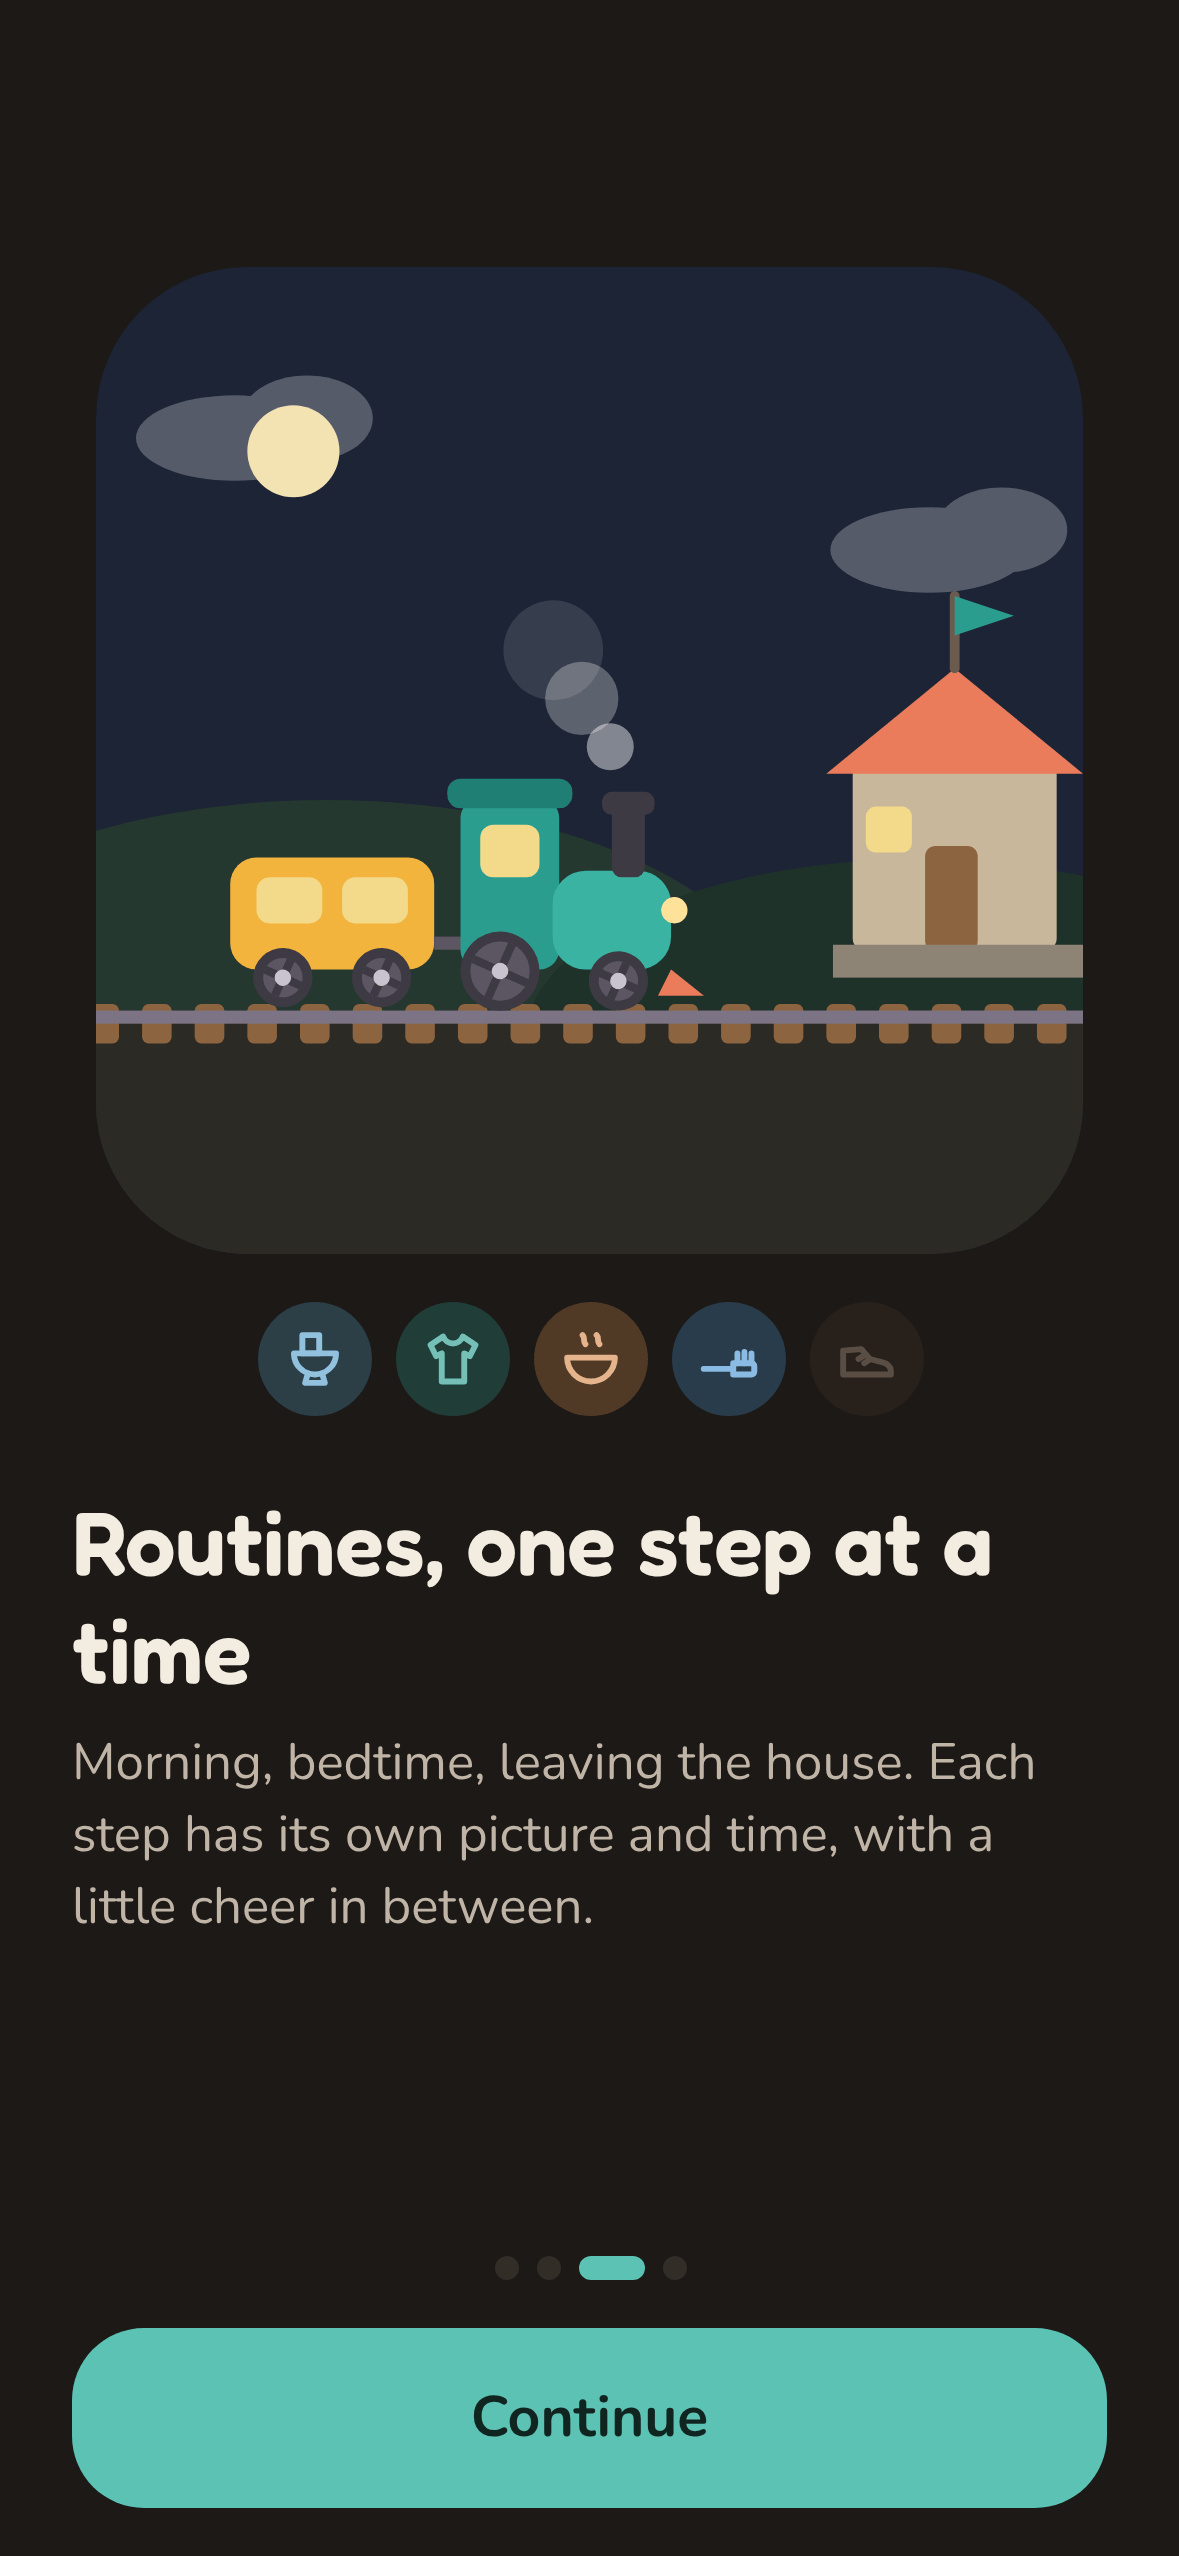 Routines, one step at a
time
Morning, bedtime, leaving the house. Each
step has its own picture and time, with a
little cheer in between.
Continue